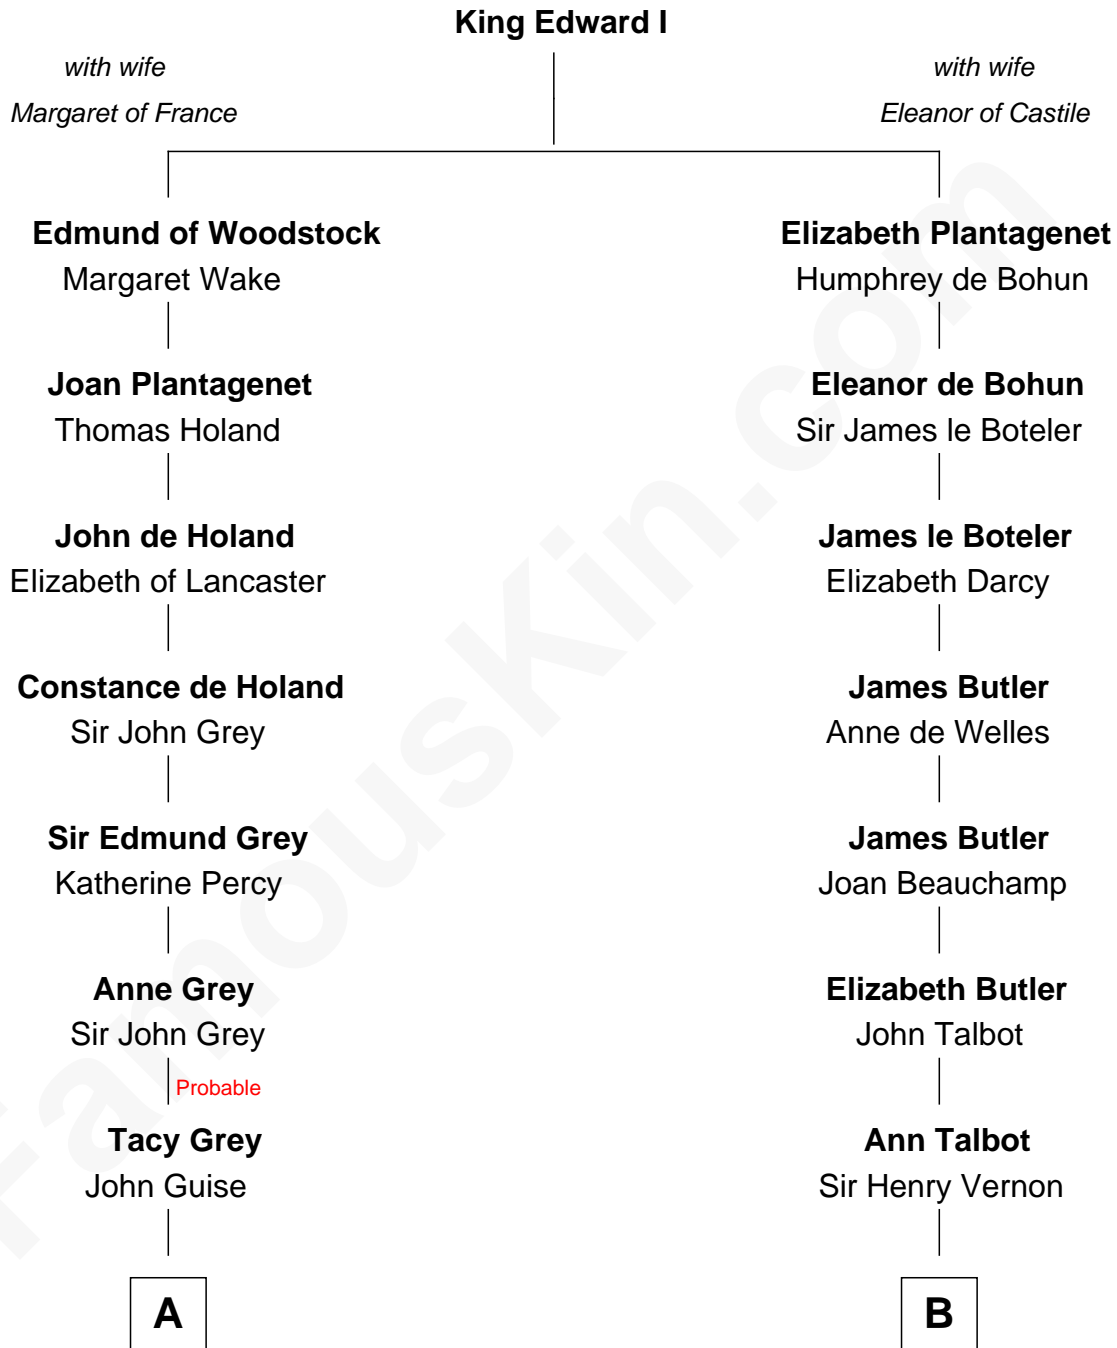 King Edward I
with wife
Margaret of France
with wife
Eleanor of Castile
Edmund of Woodstock
Margaret Wake
Elizabeth Plantagenet
Humphrey de Bohun
Joan Plantagenet
Thomas Holand
Eleanor de Bohun
Sir James le Boteler
John de Holand
Elizabeth of Lancaster
James le Boteler
Elizabeth Darcy
Constance de Holand
Sir John Grey
James Butler
Anne de Welles
Sir Edmund Grey
Katherine Percy
James Butler
Joan Beauchamp
Anne Grey
Sir John Grey
Elizabeth Butler
John Talbot
Probable
Tacy Grey
John Guise
Ann Talbot
Sir Henry Vernon
A
B
FamousKin.com